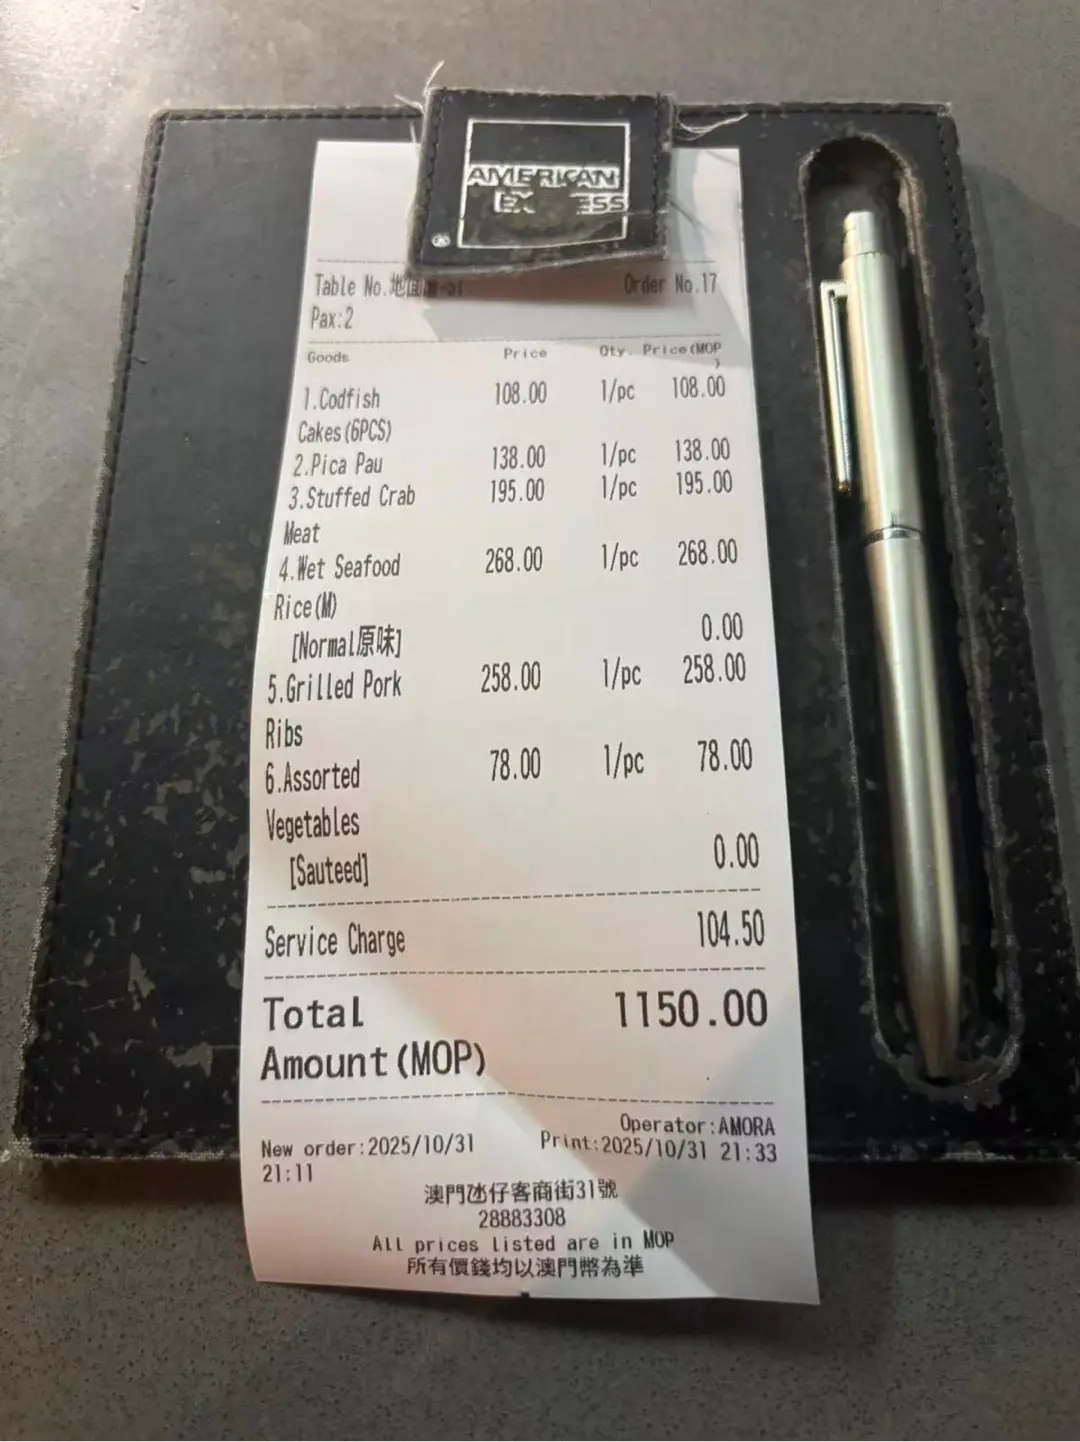 AMERICAN
EX ESS
Table No.地面 Order No.17
Pax:2
Goods Price Qty. Price(MOP
)
1.Codfish 108.00 1/pc 108.00
Cakes(6PCS)
2.Pica Pau 138.00 1/pc 138.00
3.Stuffed Crab 195.00 1/pc 195.00
Meat
4.Wet Seafood 268.00 1/pc 268.00
Rice(M)
[Normal原味] 0.00
5.Grilled Pork 258.00 1/pc 258.00
Ribs
6.Assorted 78.00 1/pc 78.00
Vegetables
[Sauteed] 0.00
Service Charge 104.50
Total 1150.00
Amount(MOP)
Operator:AMORA
New order:2025/10/31 Print:2025/10/31 21:33
21:11
澳門氹仔客商街31號
28883308
All prices listed are in MOP
所有價錢均以澳門幣為準